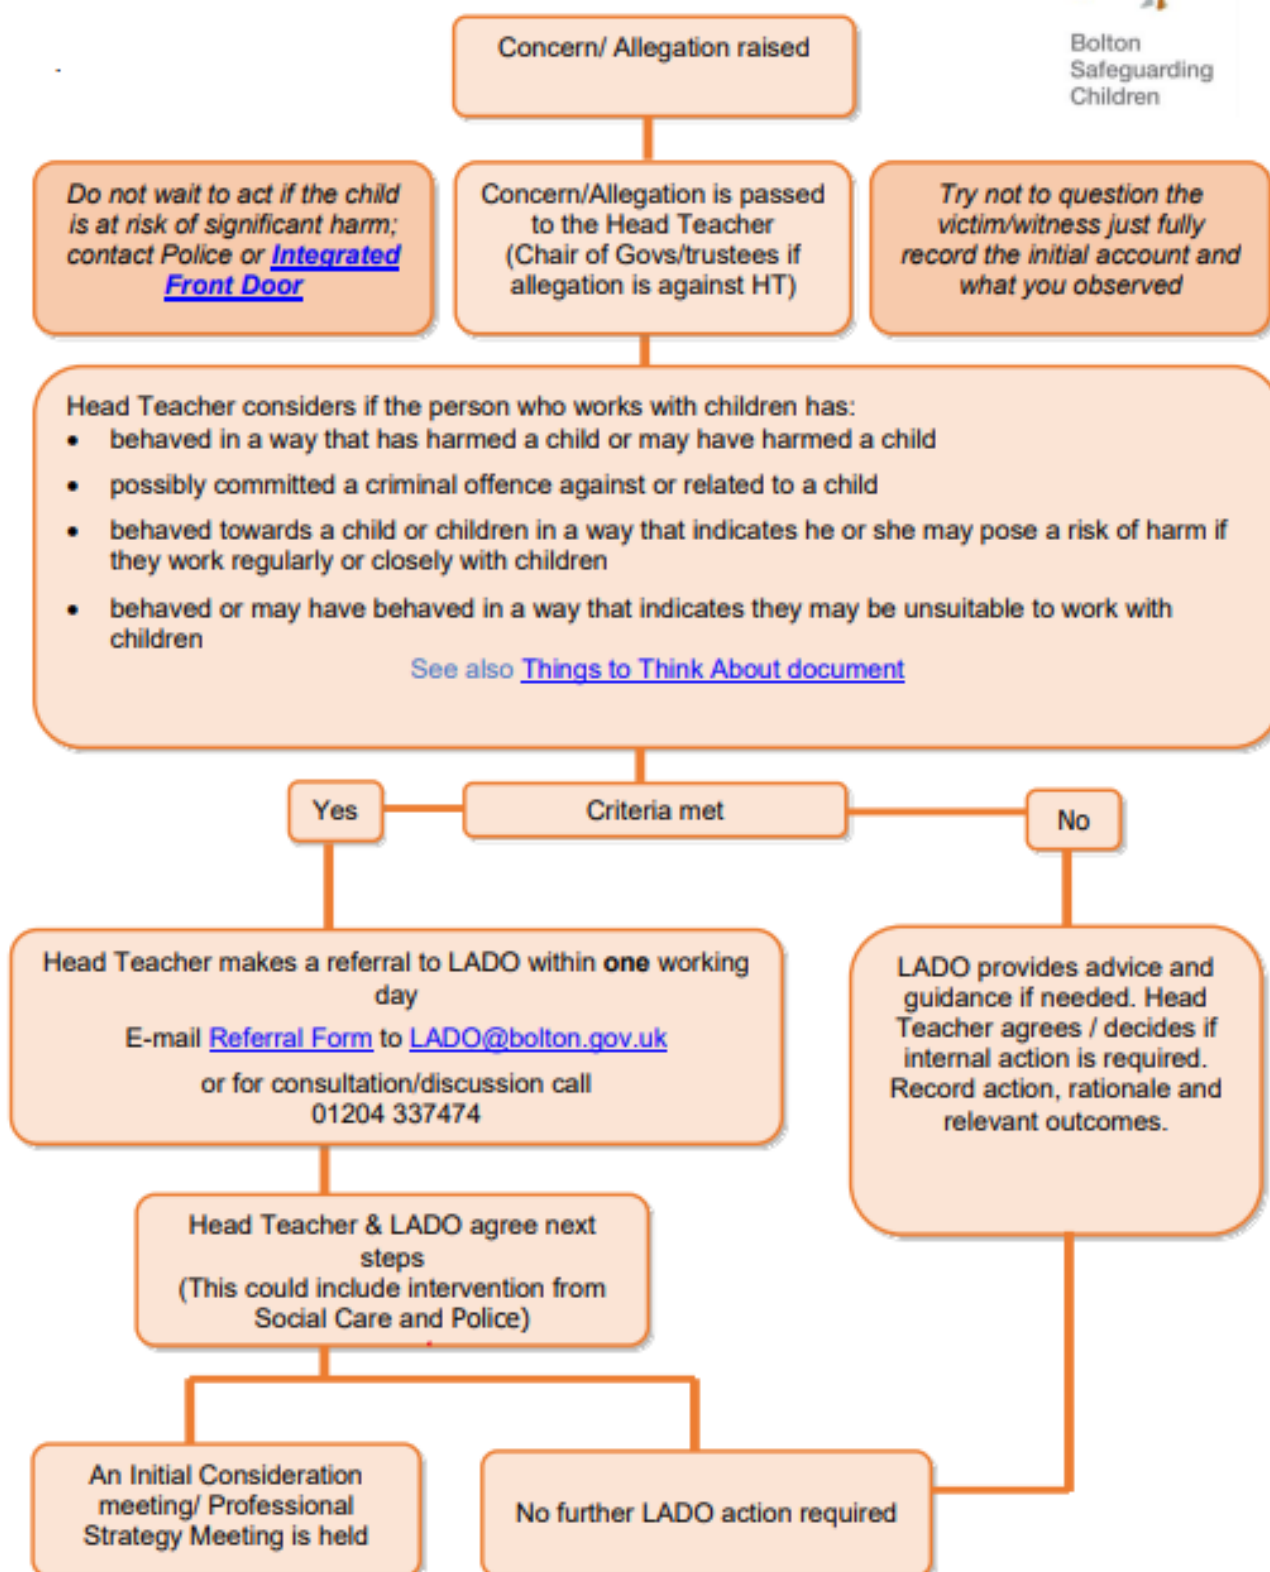 Bolton
Safeguarding
Children
Concern/ Allegation raised
Do not wait to act if the child
is at risk of significant harm;
contact Police or Integrated
Front Door
Concern/Allegation is passed
to the Head Teacher
(Chair of Govs/trustees if
allegation is against HT)
Try not to question the
victim/witness just fully
record the initial account and
what you observed
Head Teacher considers if the person who works with children has:
• behaved in a way that has harmed a child or may have harmed a child
• possibly committed a criminal offence against or related to a child
• behaved towards a child or children in a way that indicates he or she may pose a risk of harm if
they work regularly or closely with children
• behaved or may have behaved in a way that indicates they may be unsuitable to work with
children
See also Things to Think About document
Yes
Criteria met
No
Head Teacher makes a referral to LADO within one working
day
E-mail Referral Form to LADO@bolton.gov.uk
or for consultation/discussion call
01204 337474
LADO provides advice and
guidance if needed. Head
Teacher agrees / decides if
internal action is required.
Record action, rationale and
relevant outcomes.
Head Teacher & LADO agree next
steps
(This could include intervention from
Social Care and Police)
An Initial Consideration
meeting/ Professional
Strategy Meeting is held
No further LADO action required